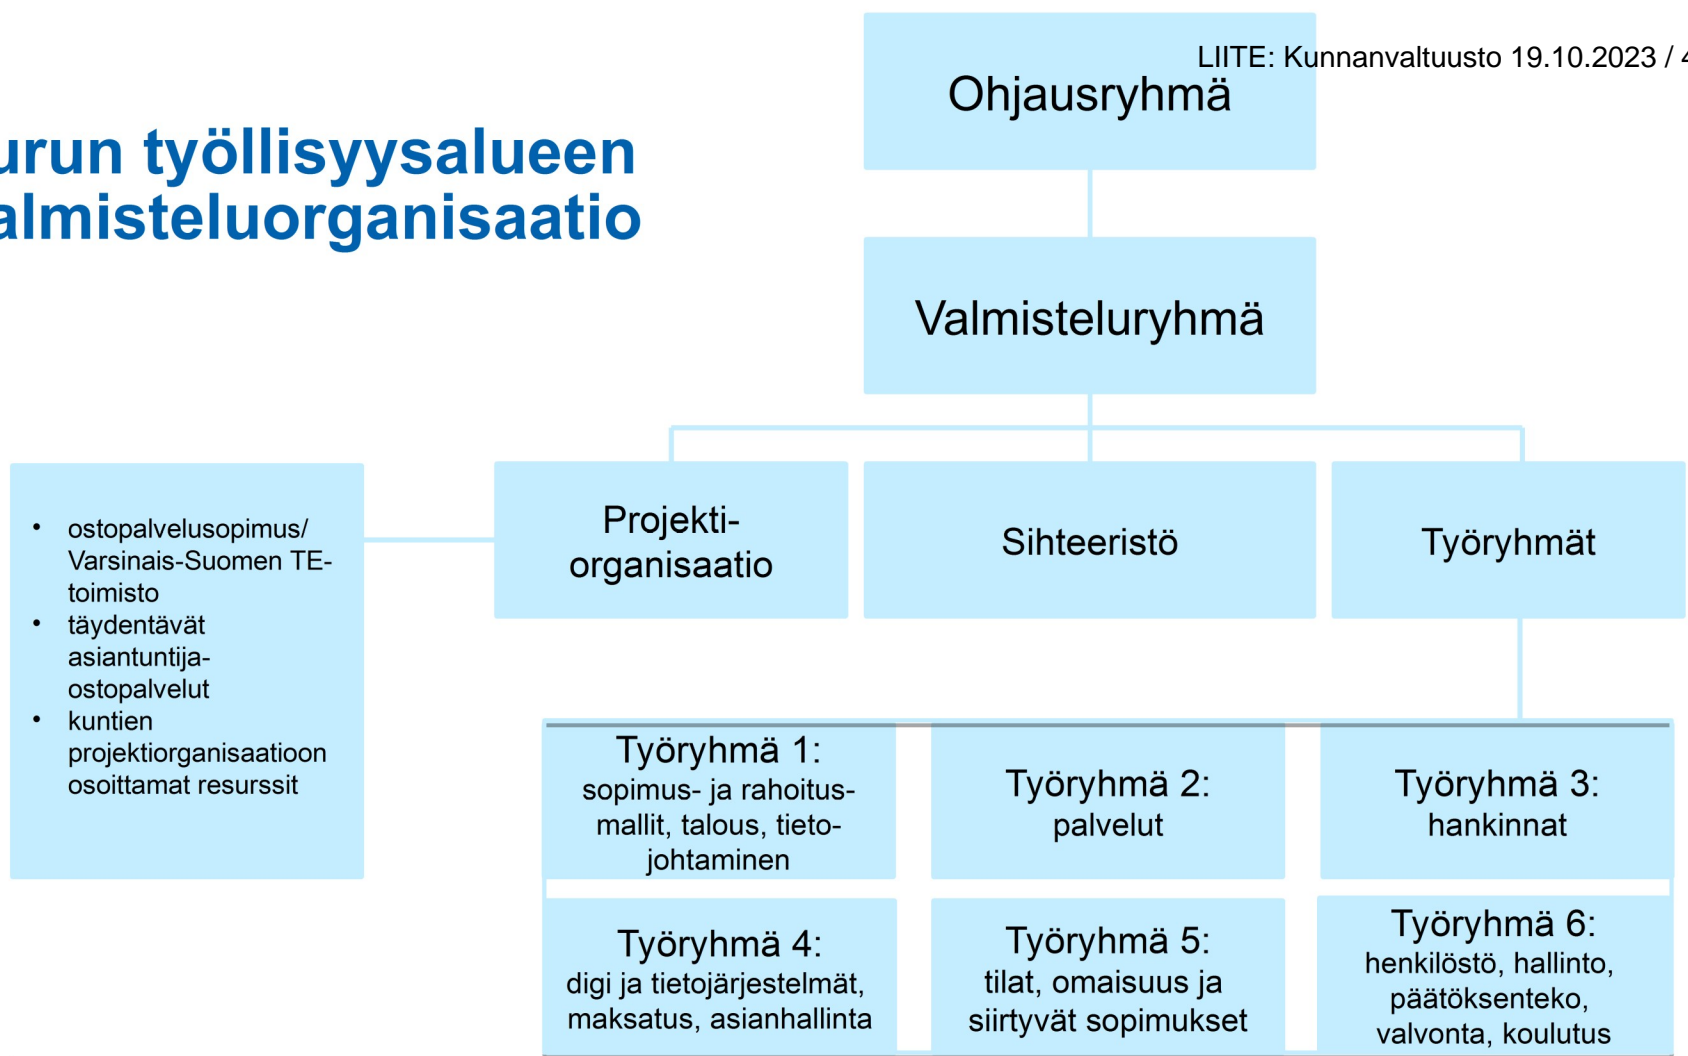 LIITE: Kunnanvaltuusto 19.10.2023 / 4
urun työllisyysalueen
almisteluorganisaatio
Ohjausryhmä
Valmisteluryhmä
Projekti-
organisaatio
Sihteeristö
Työryhmät
• ostopalvelusopimus/
Varsinais-Suomen TE-
toimisto
• täydentävät
asiantuntija-
ostopalvelut
• kuntien
projektiorganisaatioon
osoittamat resurssit
Työryhmä 1:
sopimus- ja rahoitus-
mallit, talous, tieto-
johtaminen
Työryhmä 2:
palvelut
Työryhmä 3:
hankinnat
Työryhmä 4:
digi ja tietojärjestelmät,
maksatus, asianhallinta
Työryhmä 5:
tilat, omaisuus ja
siirtyvät sopimukset
Työryhmä 6:
henkilöstö, hallinto,
päätöksenteko,
valvonta, koulutus